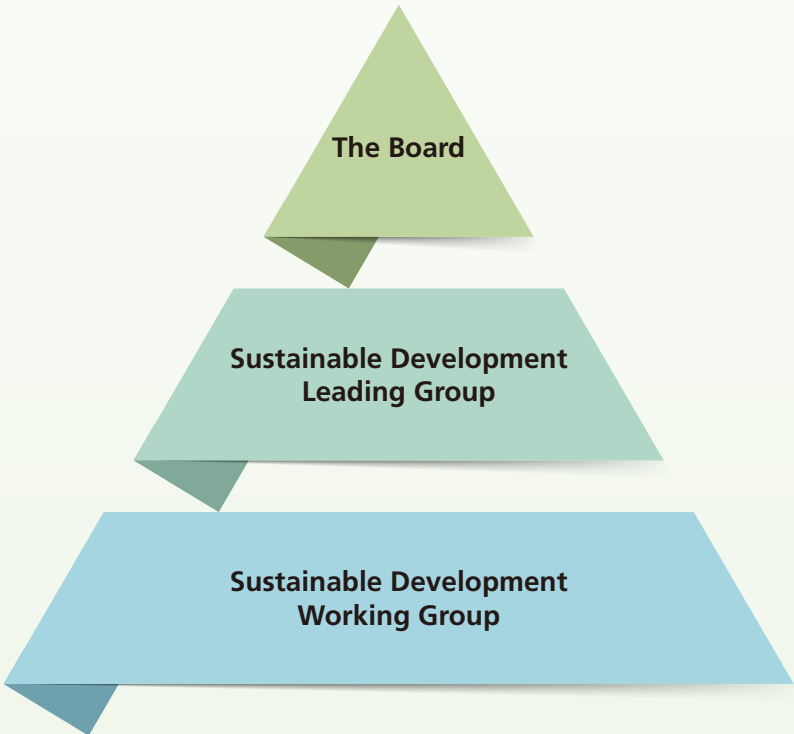 The Board
Sustainable Development
Leading Group
Sustainable Development
Working Group